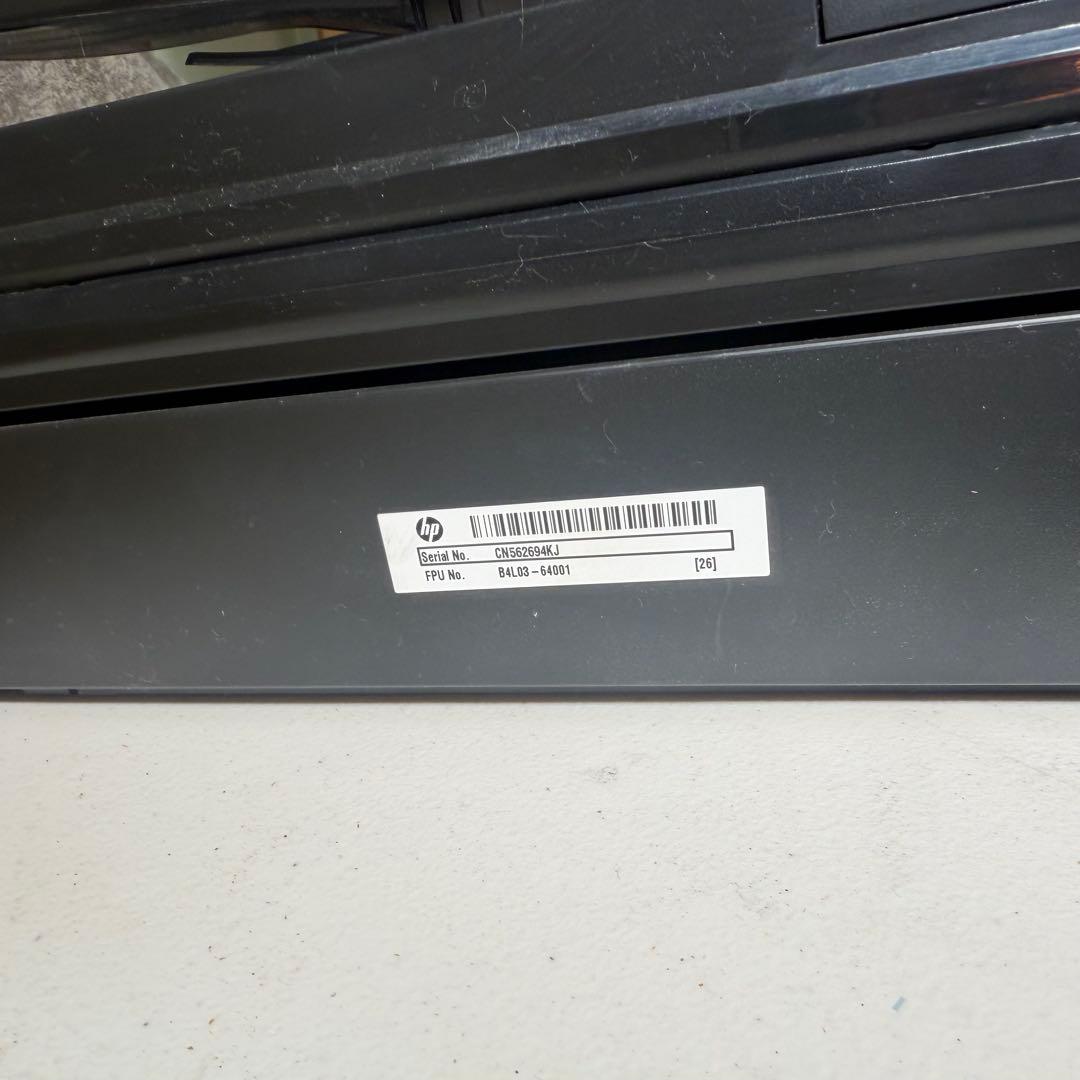 hp
Serial No. CN562694KJ
FPU No. B4L03-64001 [26]